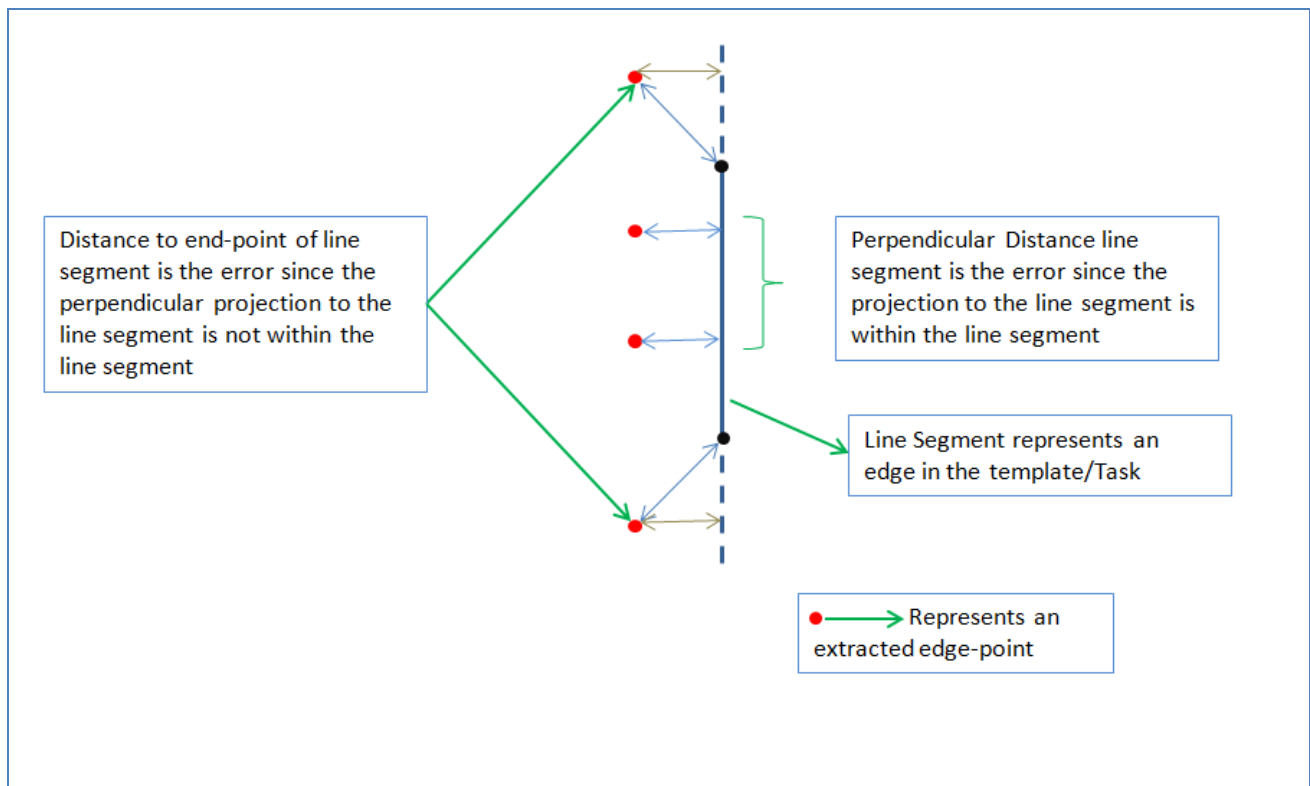 Distance to end-point of line
segment is the error since the
perpendicular projection to the
line segment is not within the
line segment
Perpendicular Distance line
segment is the error since the
projection to the line segment is
within the line segment
Line Segment represents an
edge in the template/Task
Represents an
extracted edge-point